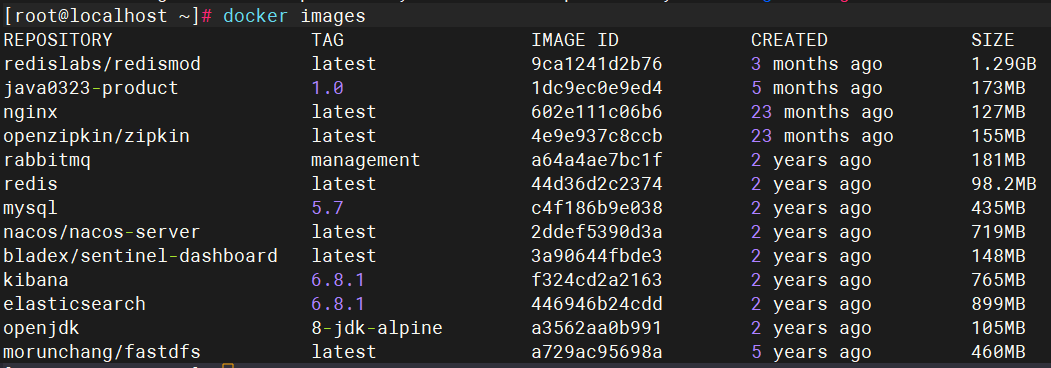 [root@localhost ~]# docker images
REPOSITORY TAG IMAGE ID CREATED SIZE
redislabs/redismod latest 9ca1241d2b76 3 months ago 1.29GB
java0323-product 1.0 1dc9ec0e9ed4 5 months ago 173MB
nginx latest 602e111c06b6 23 months ago 127MB
openzipkin/zipkin latest 4e9e937c8ccb 23 months ago 155MB
rabbitmq management a64a4ae7bc1f 2 years ago 181MB
redis latest 44d36d2c2374 2 years ago 98.2MB
mysql 5.7 c4f186b9e038 2 years ago 435MB
nacos/nacos-server latest 2ddef5390d3a 2 years ago 719MB
bladex/sentinel-dashboard latest 3a90644fbde3 2 years ago 148MB
kibana 6.8.1 f324cd2a2163 2 years ago 765MB
elasticsearch 6.8.1 446946b24cdd 2 years ago 899MB
openjdk 8-jdk-alpine a3562aa0b991 2 years ago 105MB
morunchang/fastdfs latest a729ac95698a 5 years ago 460MB